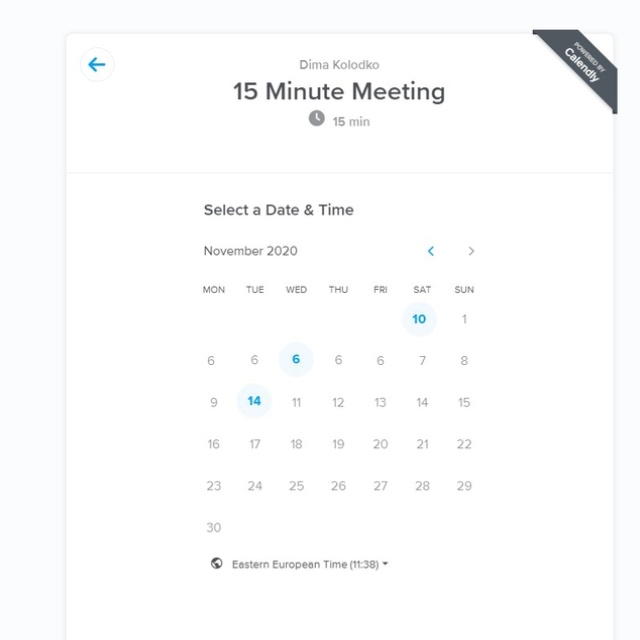 POWERED BY
Calendly
Dima Kolodko
15 Minute Meeting
15 min
Select a Date & Time
November 2020
MON TUE WED THU FRI SAT SUN
10 1
6 6 6 6 6 7 8
9 14 11 12 13 14 15
16 17 18 19 20 21 22
23 24 25 26 27 28 29
30
Eastern European Time (11:38)